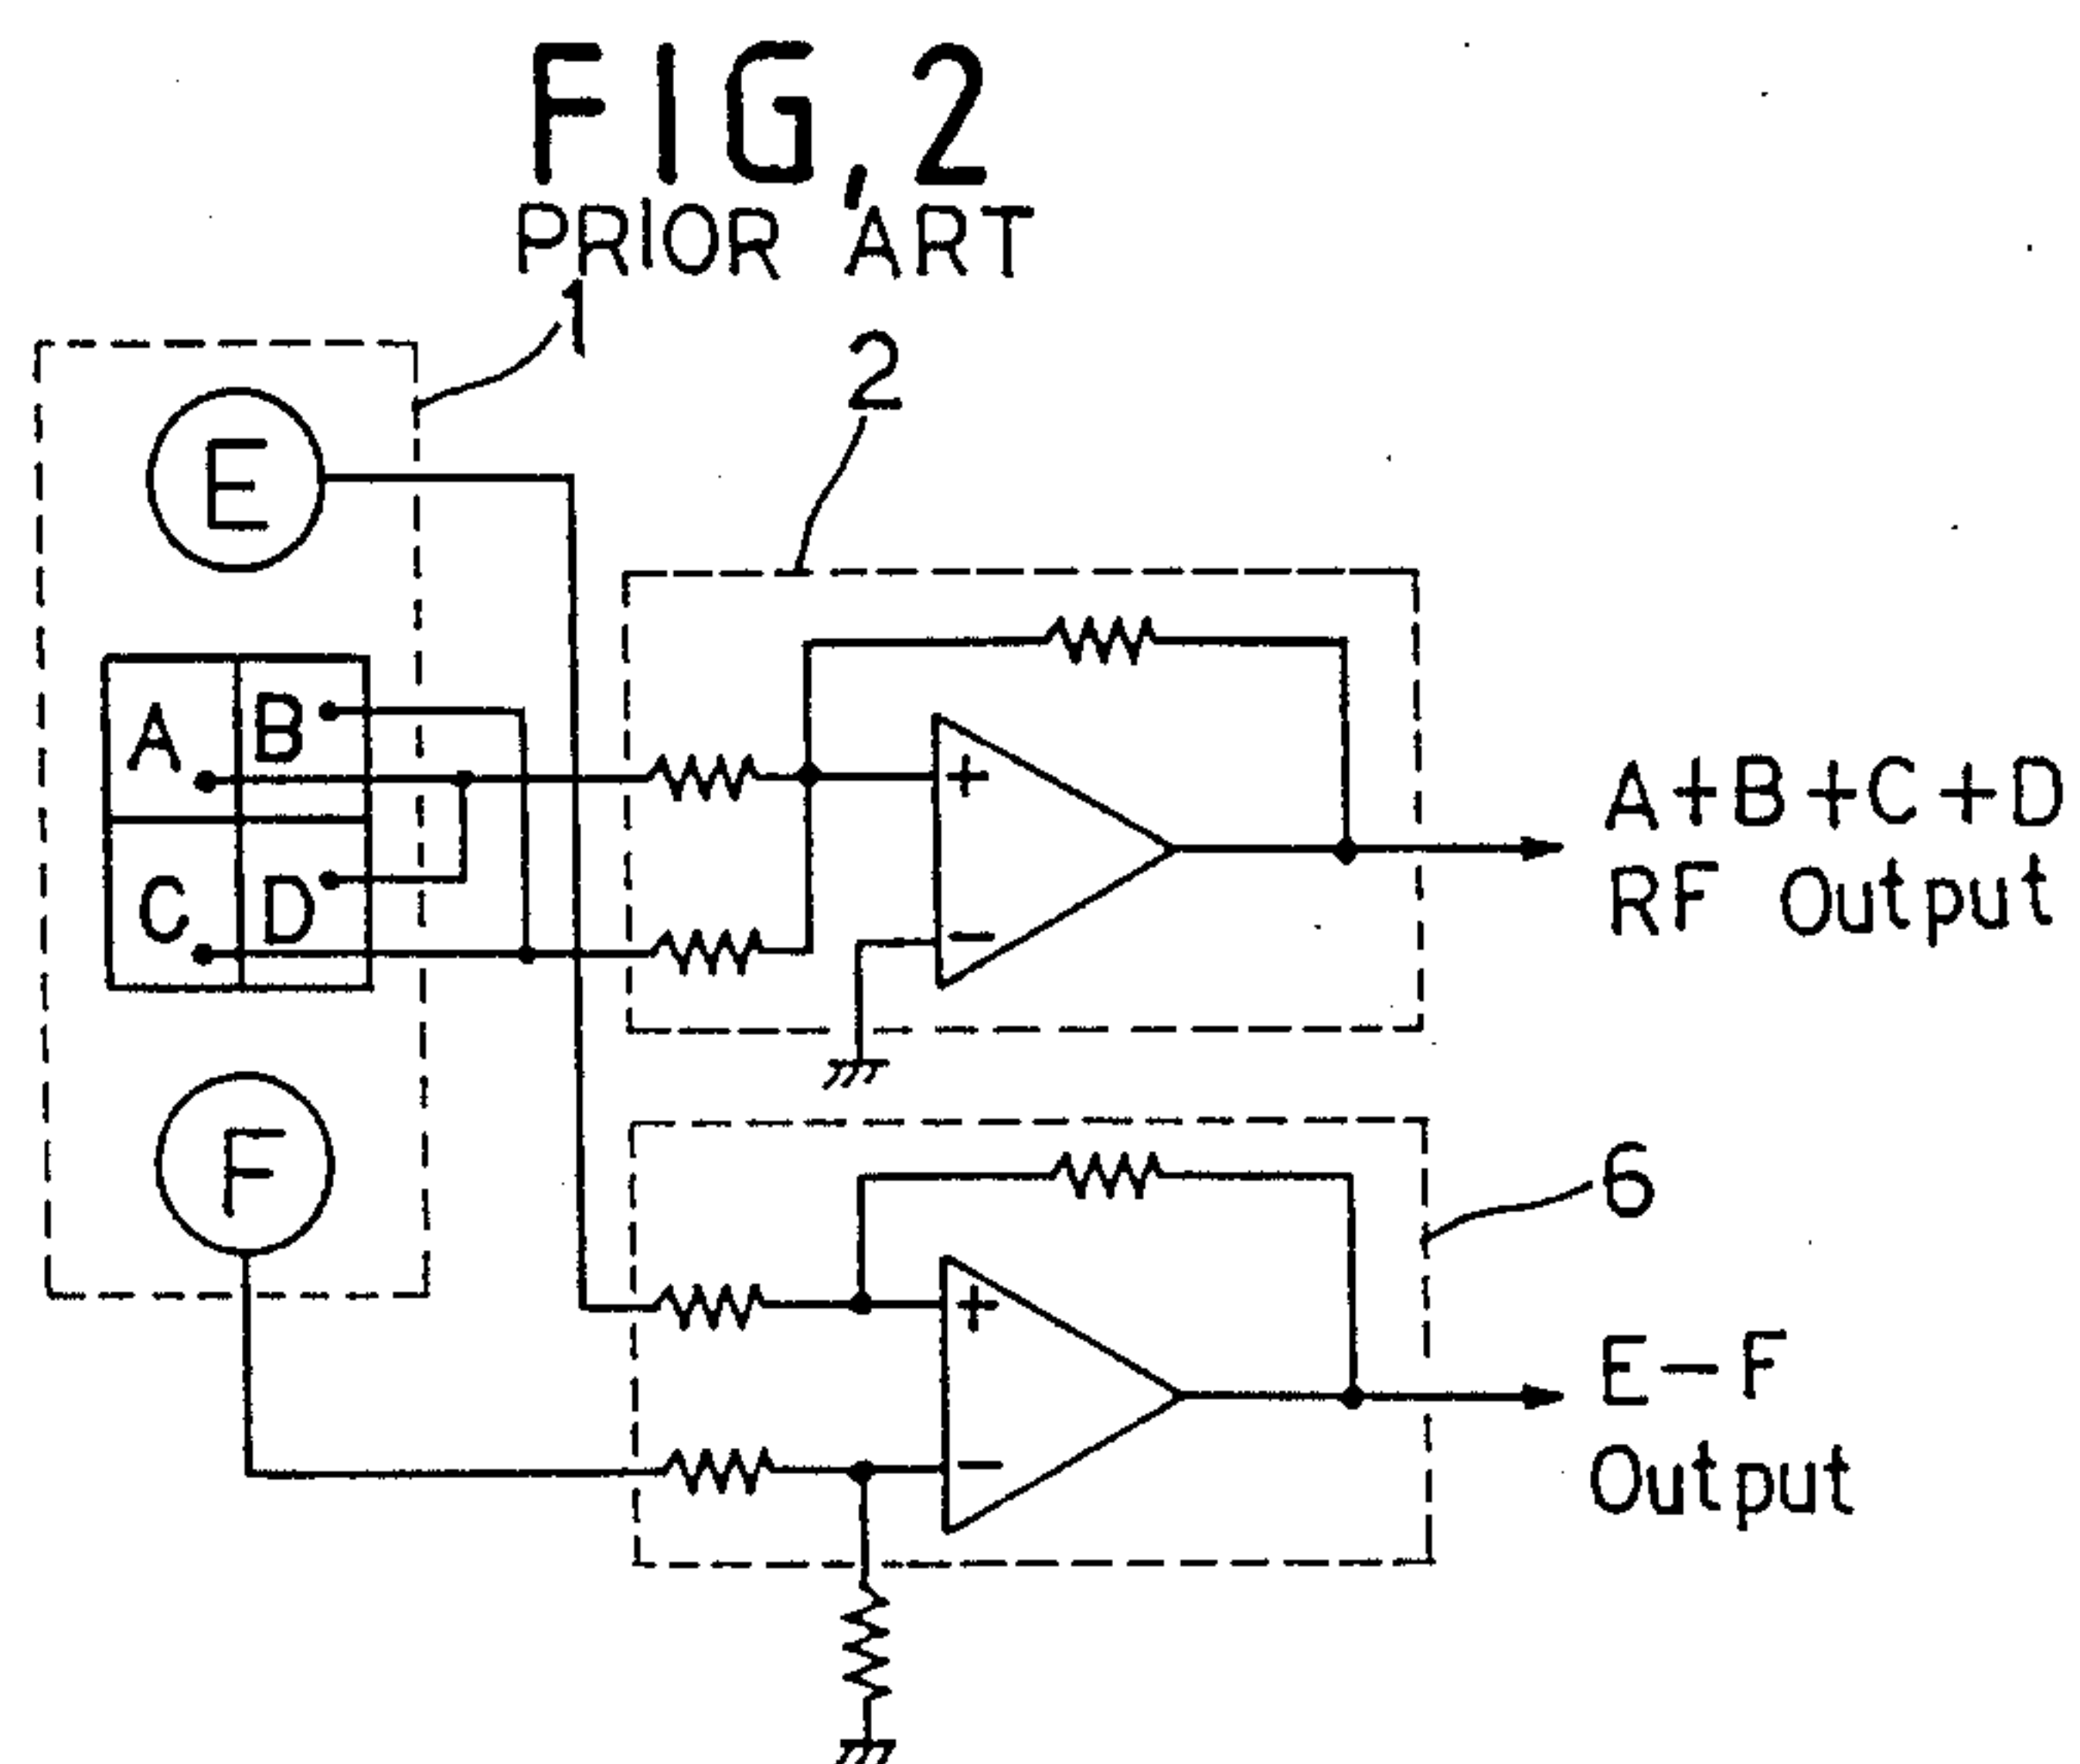 FIG,2
PRIOR ART
1
2
E
A B
C D
F
+
−
A+B+C+D
RF Output
6
+
−
E−F
Output